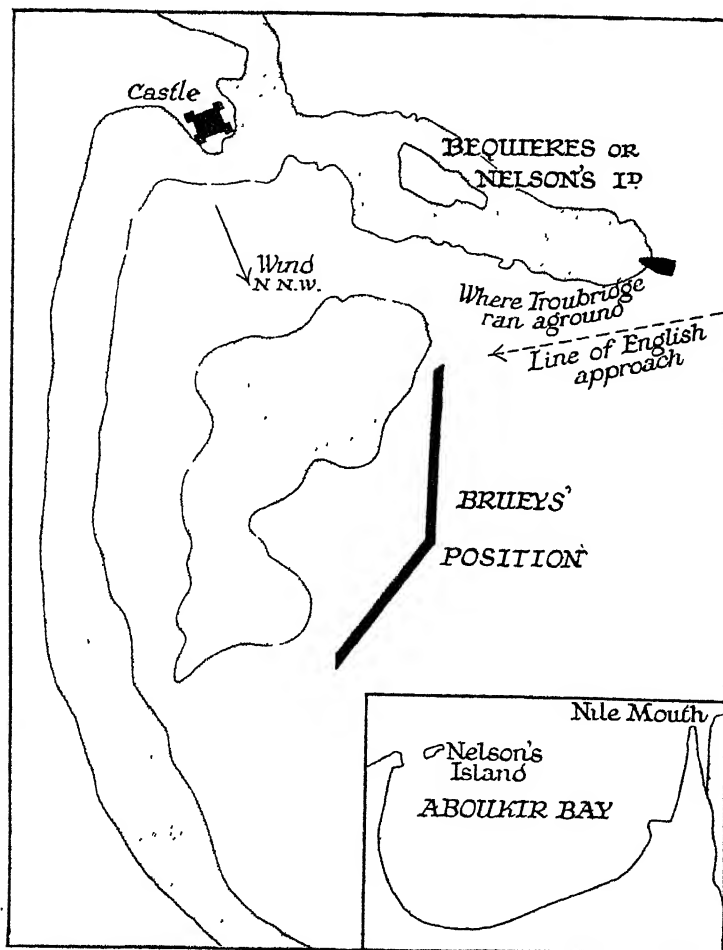 Castle
BEQUIERES OR
NELSON'S ID
Wind
N N.W.
Where Troubridge
ran aground
Line of English
approach
BRUEYS'
POSITION
Nile Mouth
Nelson's
Island
ABOUKIR BAY